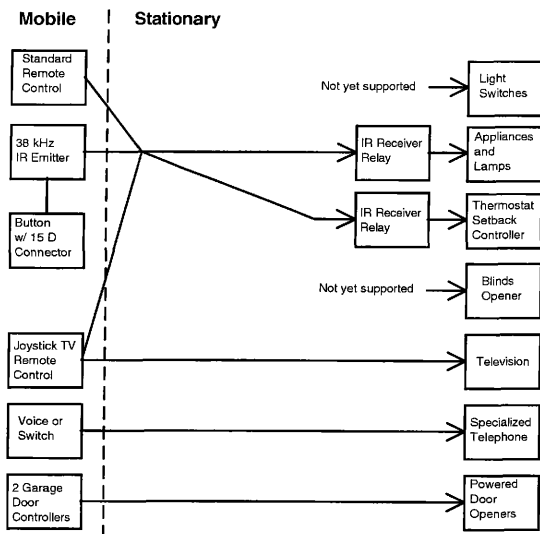 Mobile
Stationary
Standard
Remote
Control
Not yet supported
Light
Switches
38 kHz
IR Emitter
IR Receiver
Relay
Appliances
and
Lamps
Button
w/ 15 D
Connector
IR Receiver
Relay
Thermostat
Setback
Controller
Not yet supported
Blinds
Opener
Joystick TV
Remote
Control
Television
Voice or
Switch
Specialized
Telephone
2 Garage
Door
Controllers
Powered
Door
Openers